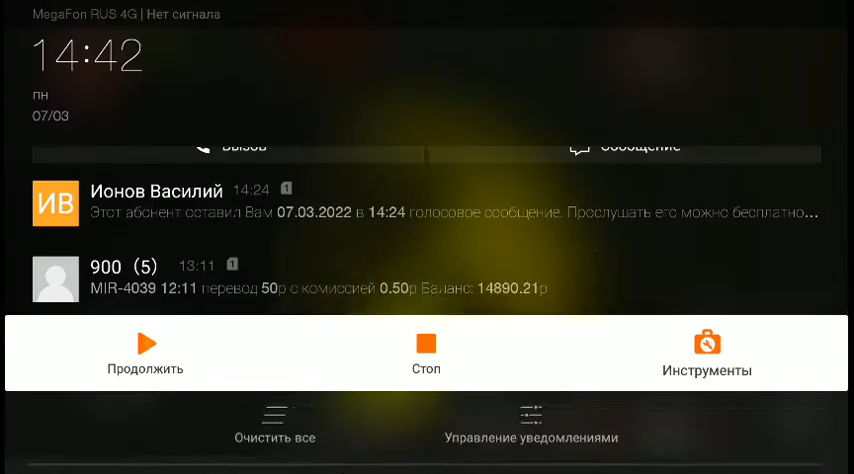 MegaFon RUS 4G | Нет сигнала
14:42
пн
07/03
Вызов
Сообщение
ИВ
Ионов Василий 14:24 1
Этот абонент оставил Вам 07.03.2022 в 14:24 голосовое сообщение. Прослушать его можно бесплатно...
900 (5) 13:11 1
MIR-4039 12:11 перевод 50р с комиссией 0.50р Баланс: 14890.21р
Продолжить
Стоп
Инструменты
Очистить все
Управление уведомлениями